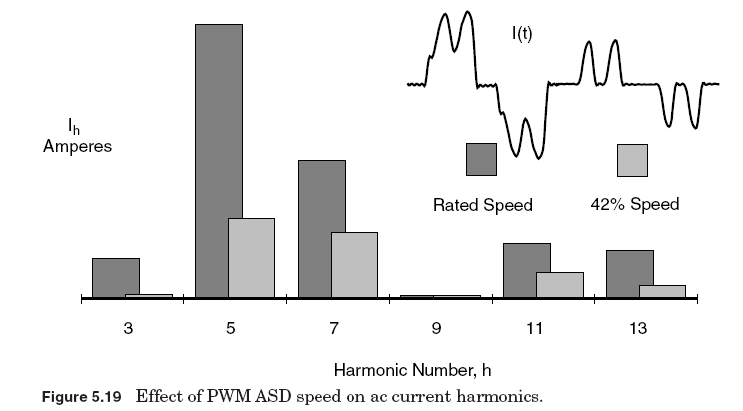 I(t)
Ih
Amperes
Rated Speed
42% Speed
3 5 7 9 11 13
Harmonic Number, h
Figure 5.19 Effect of PWM ASD speed on ac current harmonics.